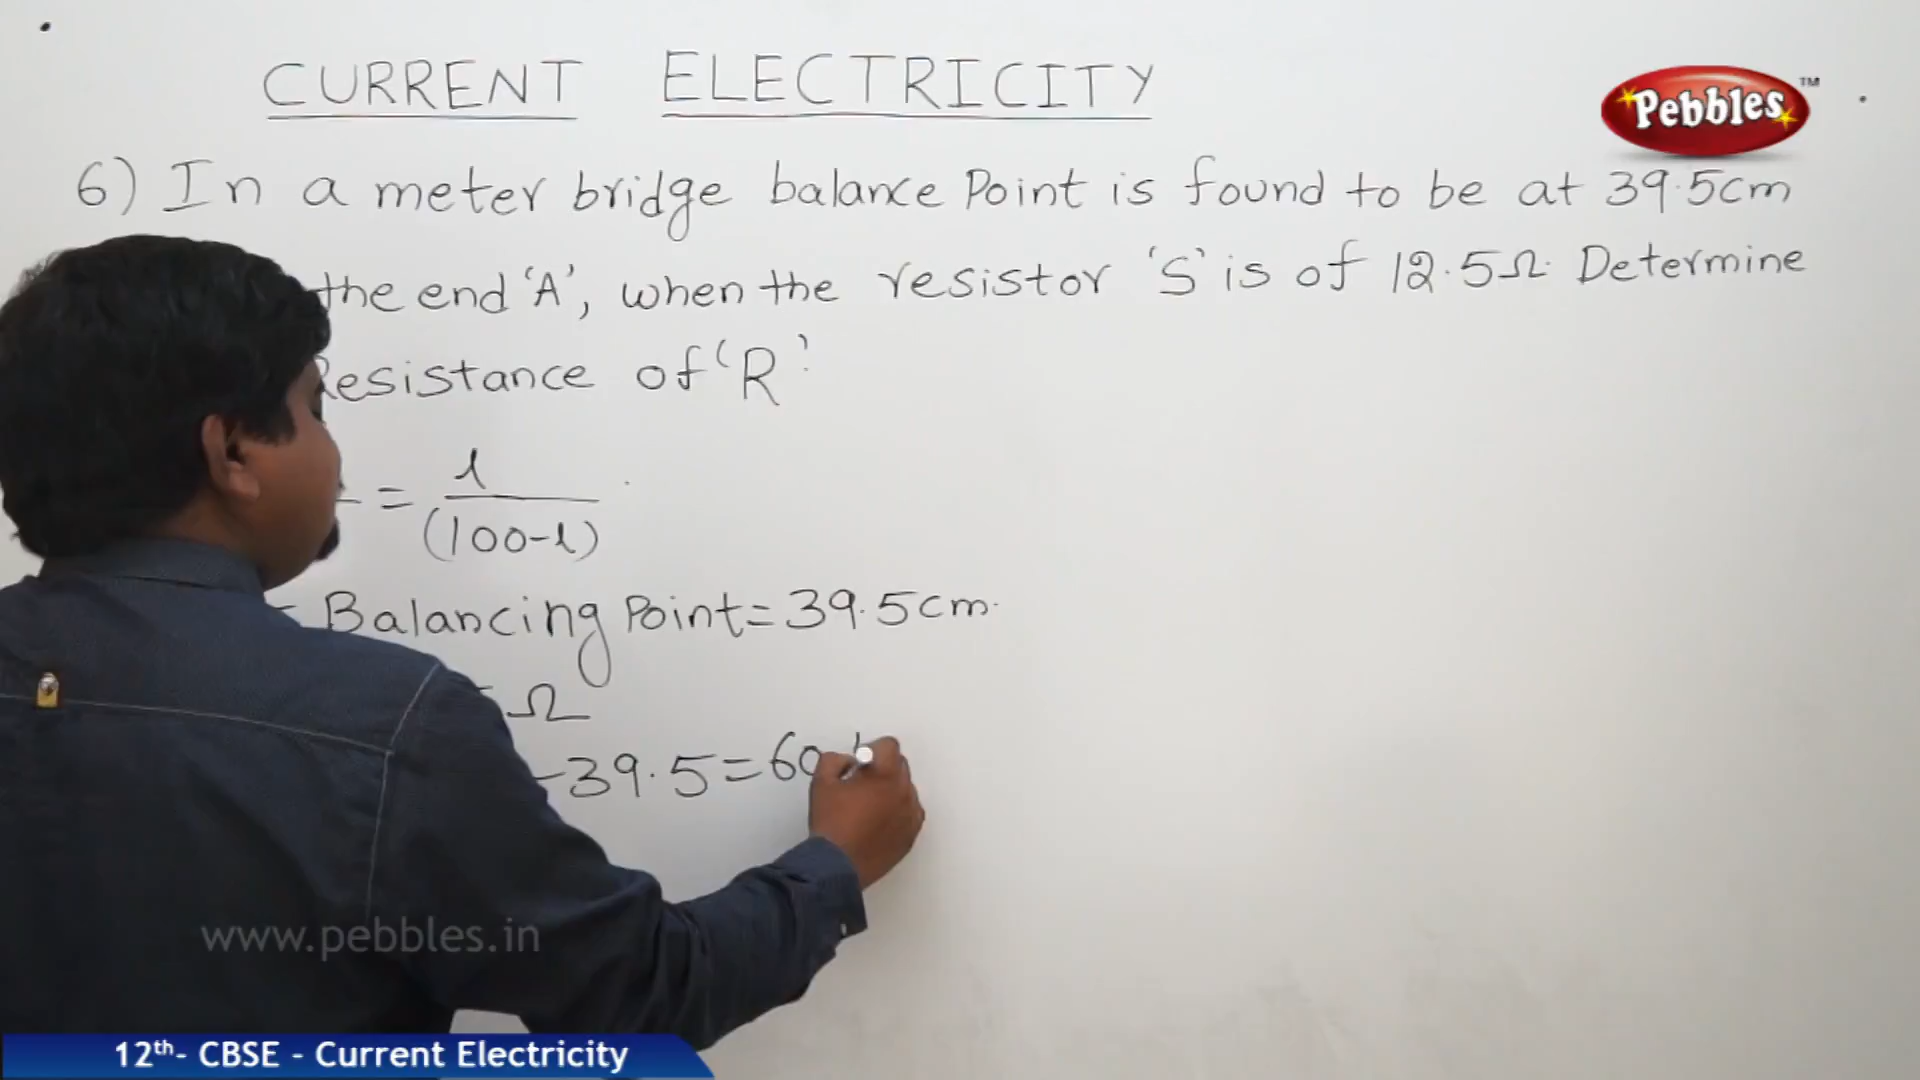 CURRENT ELECTRICITY
Pebbles TM
6) In a meter bridge balance Point is found to be at 39.5cm
the end 'A', when the resistor 'S' is of 12.5Ω. Determine
Resistance of 'R'
= l
(100-l)
Balancing Point = 39.5cm.
Ω
-39.5=60
www.pebbles.in
12th- CBSE - Current Electricity